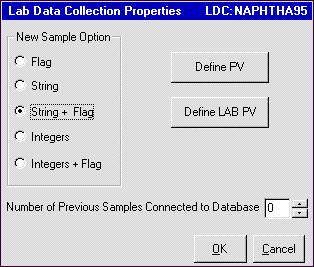 Lab Data Collection Properties LDC:NAPHTHA95
New Sample Option
Flag
String
String + Flag
Integers
Integers + Flag
Define PV
Define LAB PV
Number of Previous Samples Connected to Database 0
OK Cancel